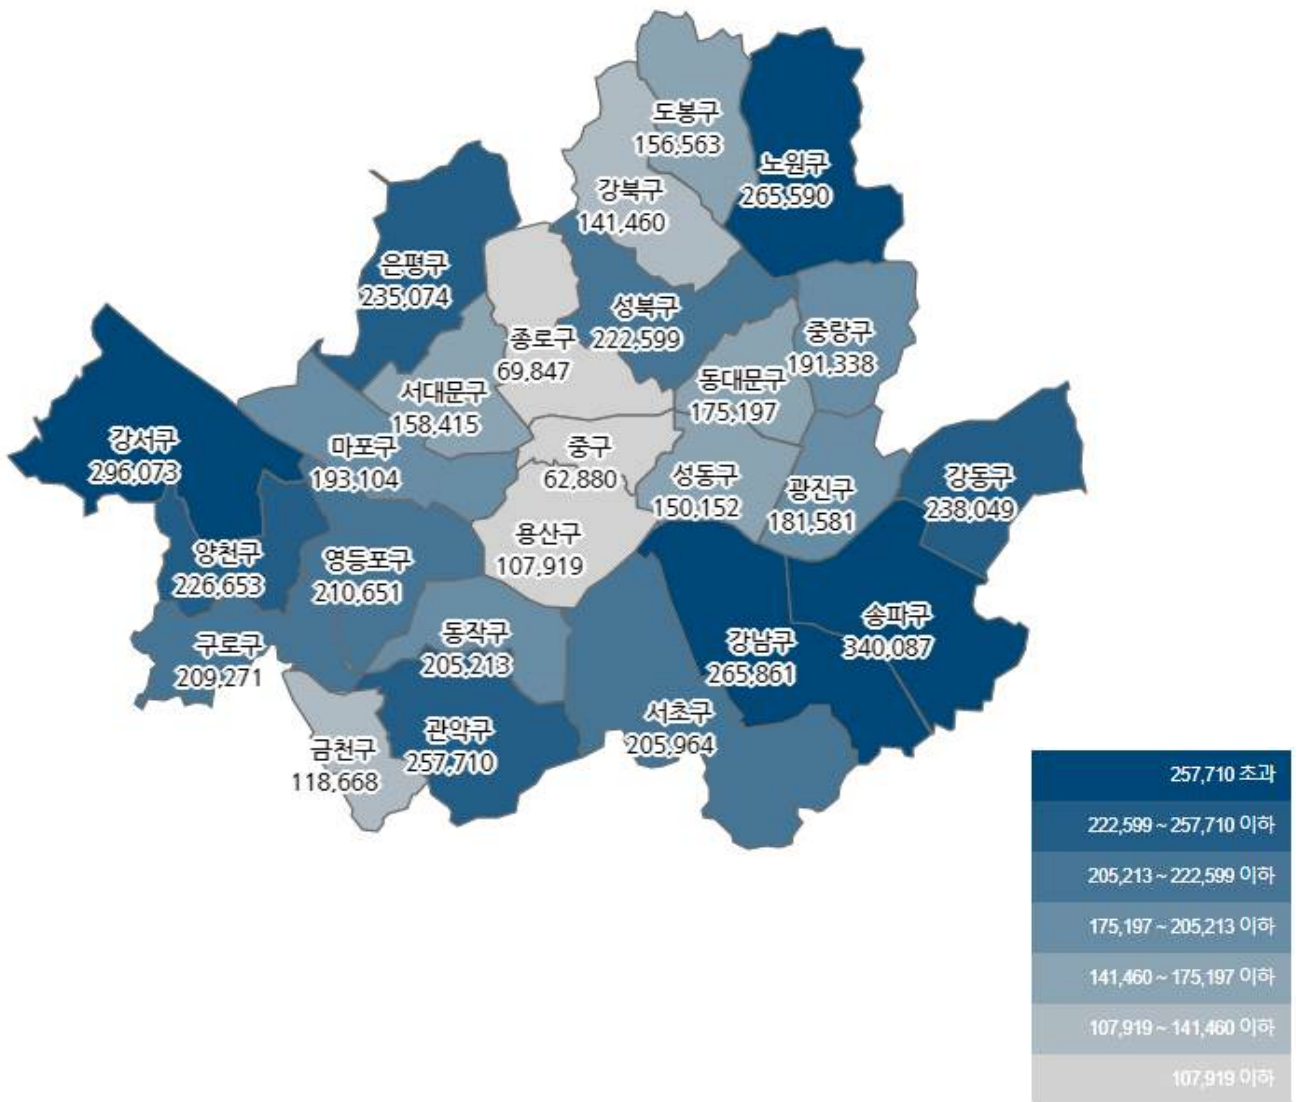 도봉구
156,563
노원구
265,590
강북구
141,460
은평구
235,074
성북구
222,599
종로구
69,847
중랑구
191,338
동대문구
175,197
서대문구
158,415
강서구
296,073
마포구
193,104
중구
62,880
성동구
150,152
광진구
181,581
강동구
238,049
양천구
226,653
영등포구
210,651
용산구
107,919
구로구
209,271
동작구
205,213
강남구
265,861
송파구
340,087
서초구
205,964
관악구
257,710
금천구
118,668
257,710 초과
222,599 ~ 257,710 이하
205,213 ~ 222,599 이하
175,197 ~ 205,213 이하
141,460 ~ 175,197 이하
107,919 ~ 141,460 이하
107,919 이하